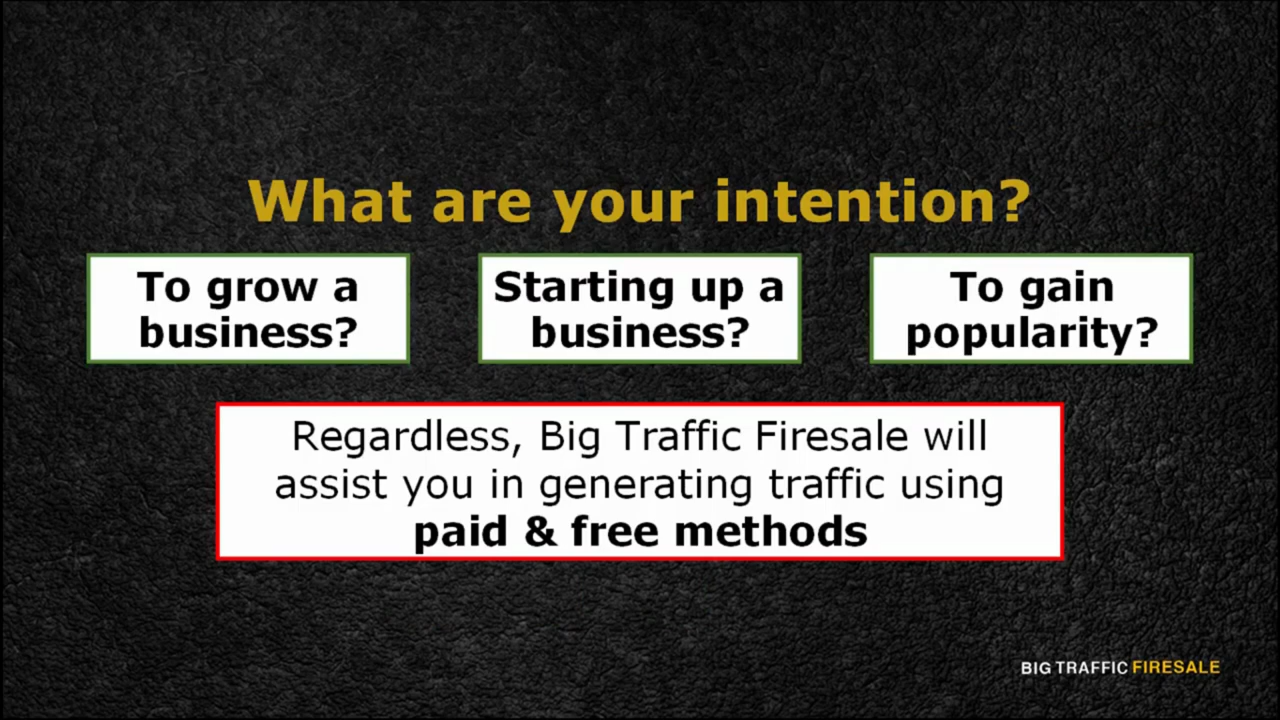 What are your intention?
To grow a
business?
Starting up a
business?
To gain
popularity?
Regardless, Big Traffic Firesale will
assist you in generating traffic using
paid & free methods
BIG TRAFFIC FIRESALE